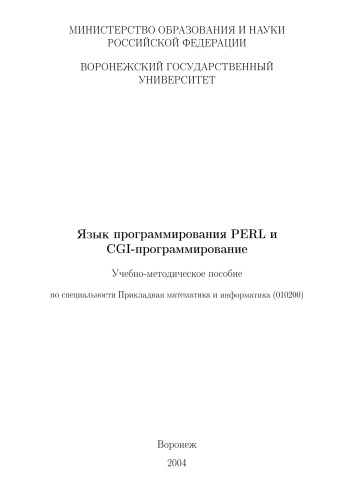 МИНИСТЕРСТВО ОБРАЗОВАНИЯ И НАУКИ
РОССИЙСКОЙ ФЕДЕРАЦИИ
ВОРОНЕЖСКИЙ ГОСУДАРСТВЕННЫЙ
УНИВЕРСИТЕТ
Язык программирования PERL и
CGI-программирование
Учебно-методическое пособие
по специальности Прикладная математика и информатика (010200)
Воронеж
2004